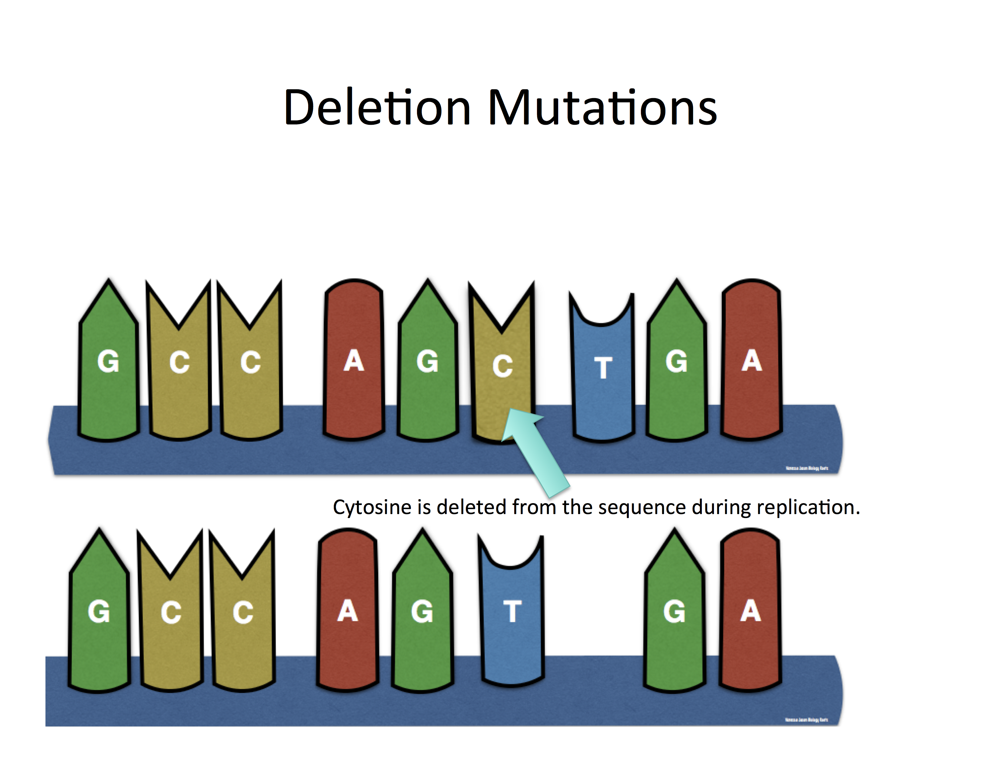 Deletion Mutations
G C C A G C T G A
Cytosine is deleted from the sequence during replication.
G C C A G T G A